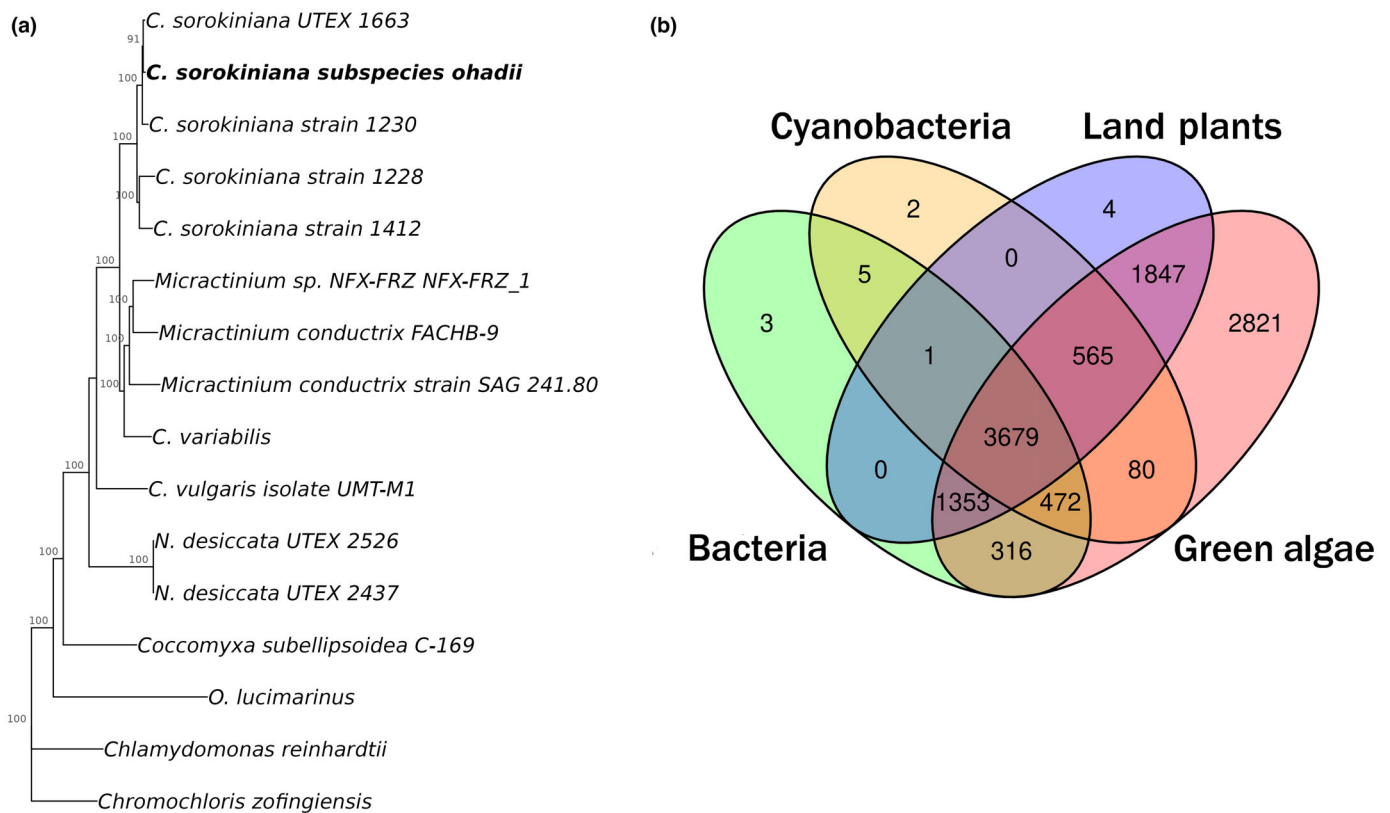 (a)
C. sorokiniana UTEX 1663
91
C. sorokiniana subspecies ohadii
100
C. sorokiniana strain 1230
100
C. sorokiniana strain 1228
100
C. sorokiniana strain 1412
100
Micractinium sp. NFX-FRZ NFX-FRZ_1
100
Micractinium conductrix FACHB-9
100
Micractinium conductrix strain SAG 241.80
100
C. variabilis
100
C. vulgaris isolate UMT-M1
N. desiccata UTEX 2526
100
100
N. desiccata UTEX 2437
100
Coccomyxa subellipsoidea C-169
O. lucimarinus
100
Chlamydomonas reinhardtii
Chromochloris zofingiensis
(b)
Cyanobacteria Land plants
2 4
5 0 1847
3 1 565 2821
3679
0 80
1353 472
Bacteria 316 Green algae